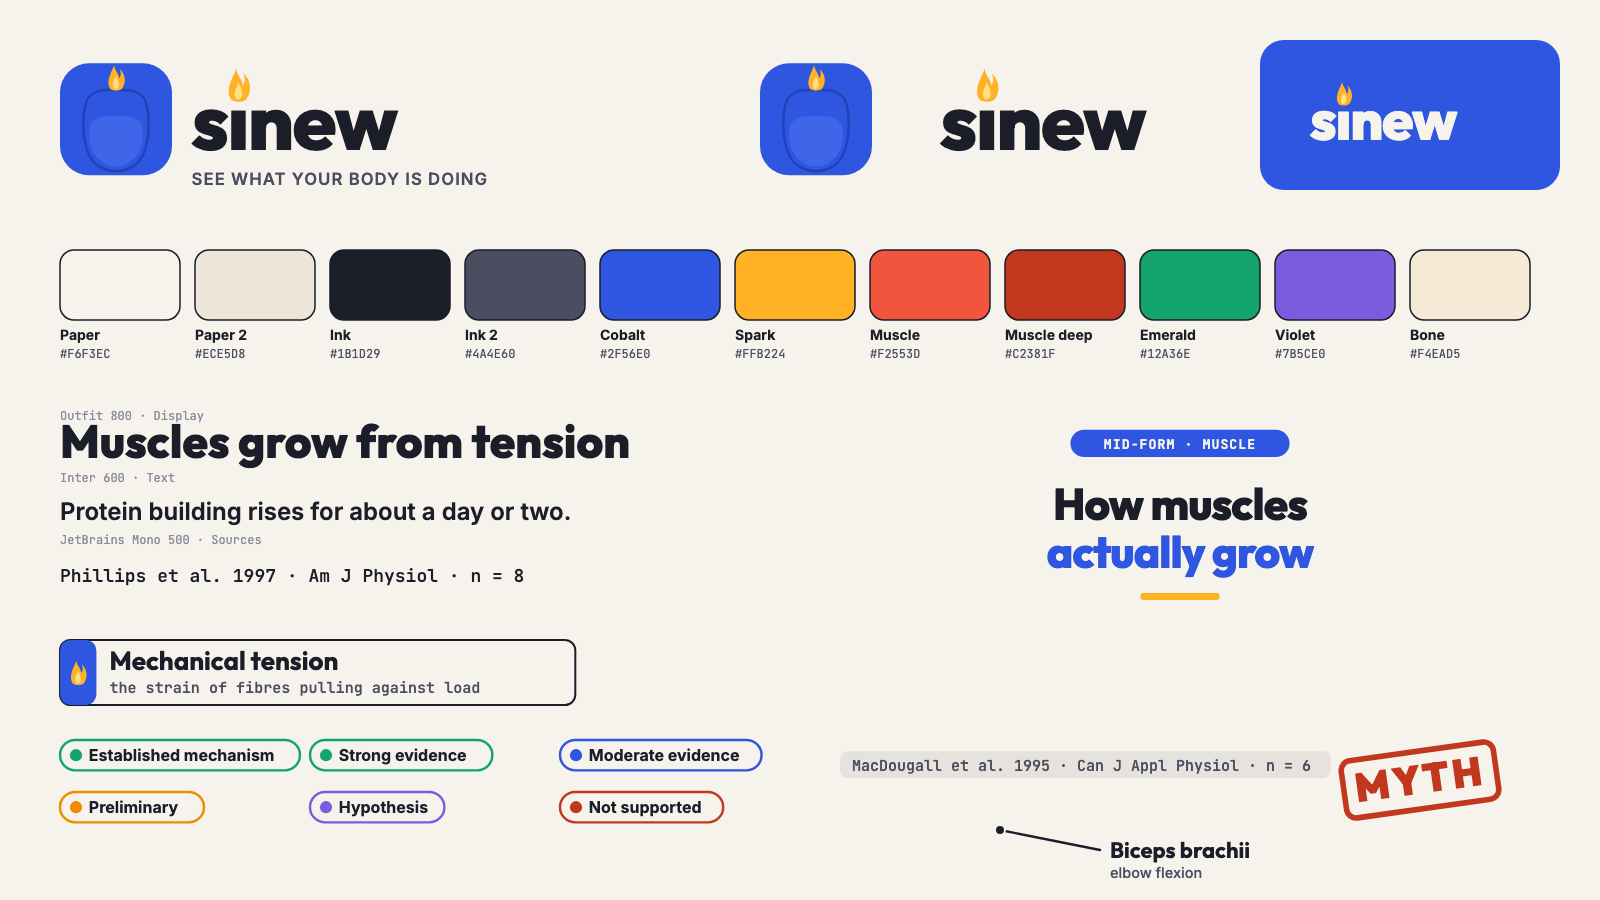 sinew
SEE WHAT YOUR BODY IS DOING
sinew
sinew
Paper
#F6F3EC
Paper 2
#ECE5D8
Ink
#1B1D29
Ink 2
#4A4E60
Cobalt
#2F56E0
Spark
#FFB224
Muscle
#F2553D
Muscle deep
#C2381F
Emerald
#12A36E
Violet
#7B5CE0
Bone
#F4EAD5
Outfit 800 · Display
Muscles grow from tension
Inter 600 · Text
Protein building rises for about a day or two.
JetBrains Mono 500 · Sources
Phillips et al. 1997 · Am J Physiol · n = 8
MID-FORM · MUSCLE
How muscles
actually grow
Mechanical tension
the strain of fibres pulling against load
Established mechanism
Strong evidence
Moderate evidence
Preliminary
Hypothesis
Not supported
MacDougall et al. 1995 · Can J Appl Physiol · n = 6
MYTH
Biceps brachii
elbow flexion